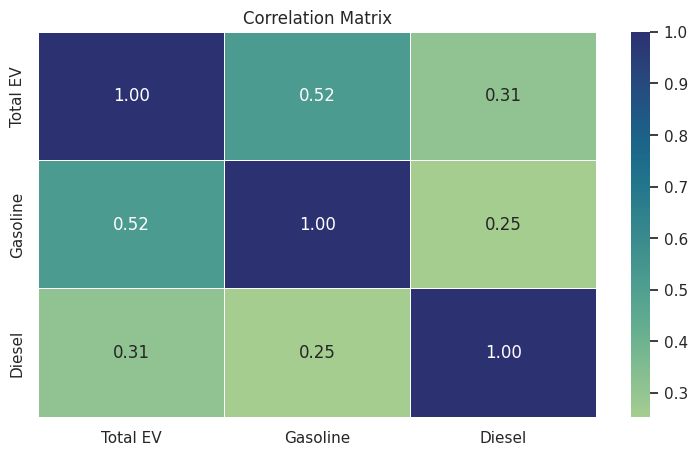 Correlation Matrix
Total EV
1.00
0.52
0.31
Gasoline
0.52
1.00
0.25
Diesel
0.31
0.25
1.00
Total EV
Gasoline
Diesel
1.0
0.9
0.8
0.7
0.6
0.5
0.4
0.3